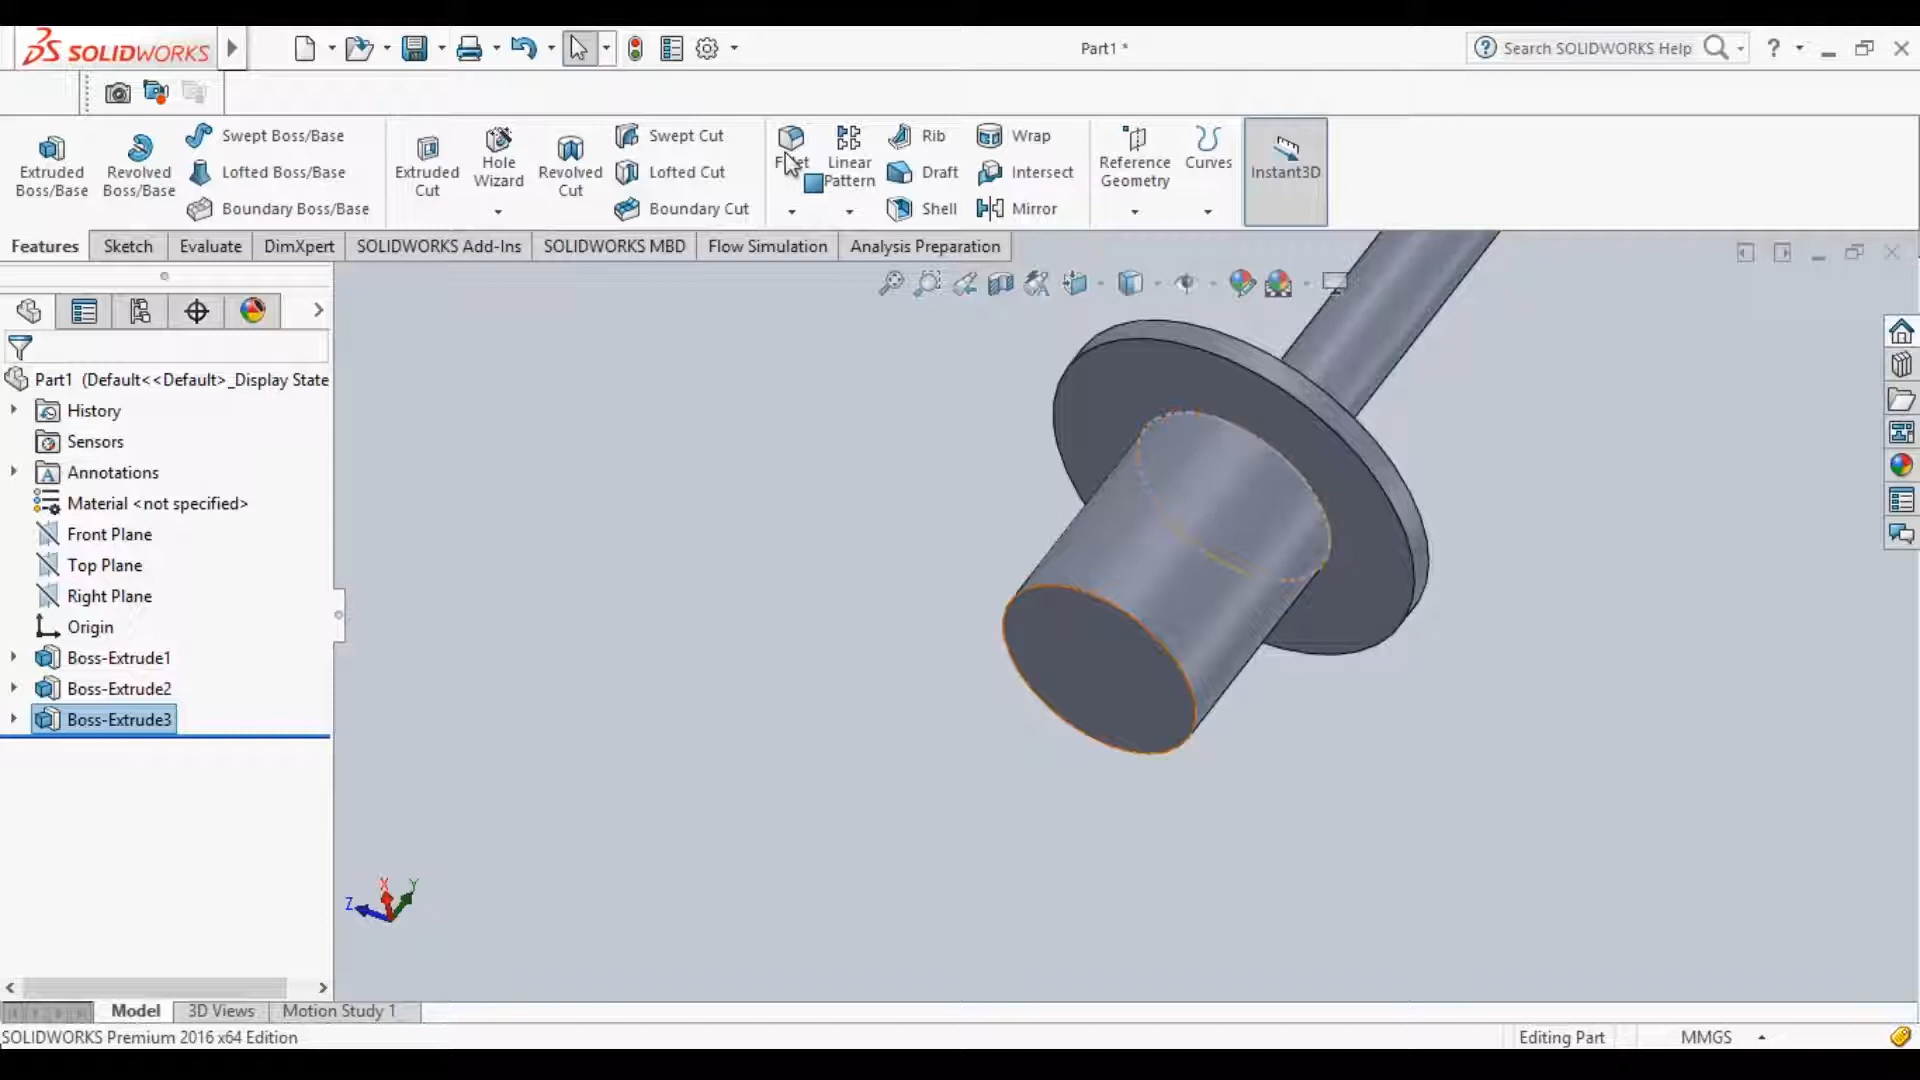 SOLIDWORKS
Part1 *
Search SOLIDWORKS Help
?
Extruded Boss/Base
Revolved Boss/Base
Swept Boss/Base
Lofted Boss/Base
Boundary Boss/Base
Extruded Cut
Hole Wizard
Revolved Cut
Swept Cut
Lofted Cut
Boundary Cut
Linear Pattern
Rib
Draft
Shell
Wrap
Intersect
Mirror
Reference Geometry
Curves
Instant3D
Features
Sketch
Evaluate
DimXpert
SOLIDWORKS Add-Ins
SOLIDWORKS MBD
Flow Simulation
Analysis Preparation
Part1 (Default<<Default>_Display State
History
Sensors
Annotations
Material <not specified>
Front Plane
Top Plane
Right Plane
Origin
Boss-Extrude1
Boss-Extrude2
Boss-Extrude3
X
Y
Z
Model
3D Views
Motion Study 1
SOLIDWORKS Premium 2016 x64 Edition
Editing Part
MMGS